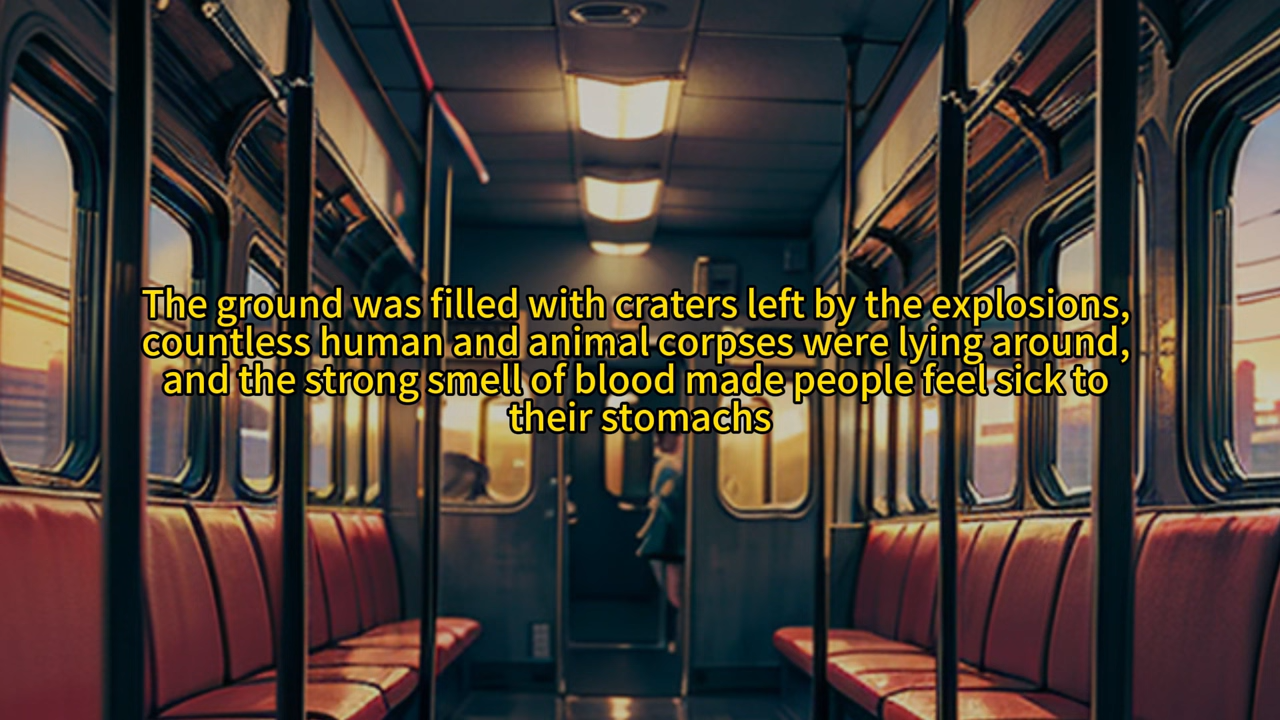 The ground was filled with craters left by the explosions,
countless human and animal corpses were lying around,
and the strong smell of blood made people feel sick to
their stomachs